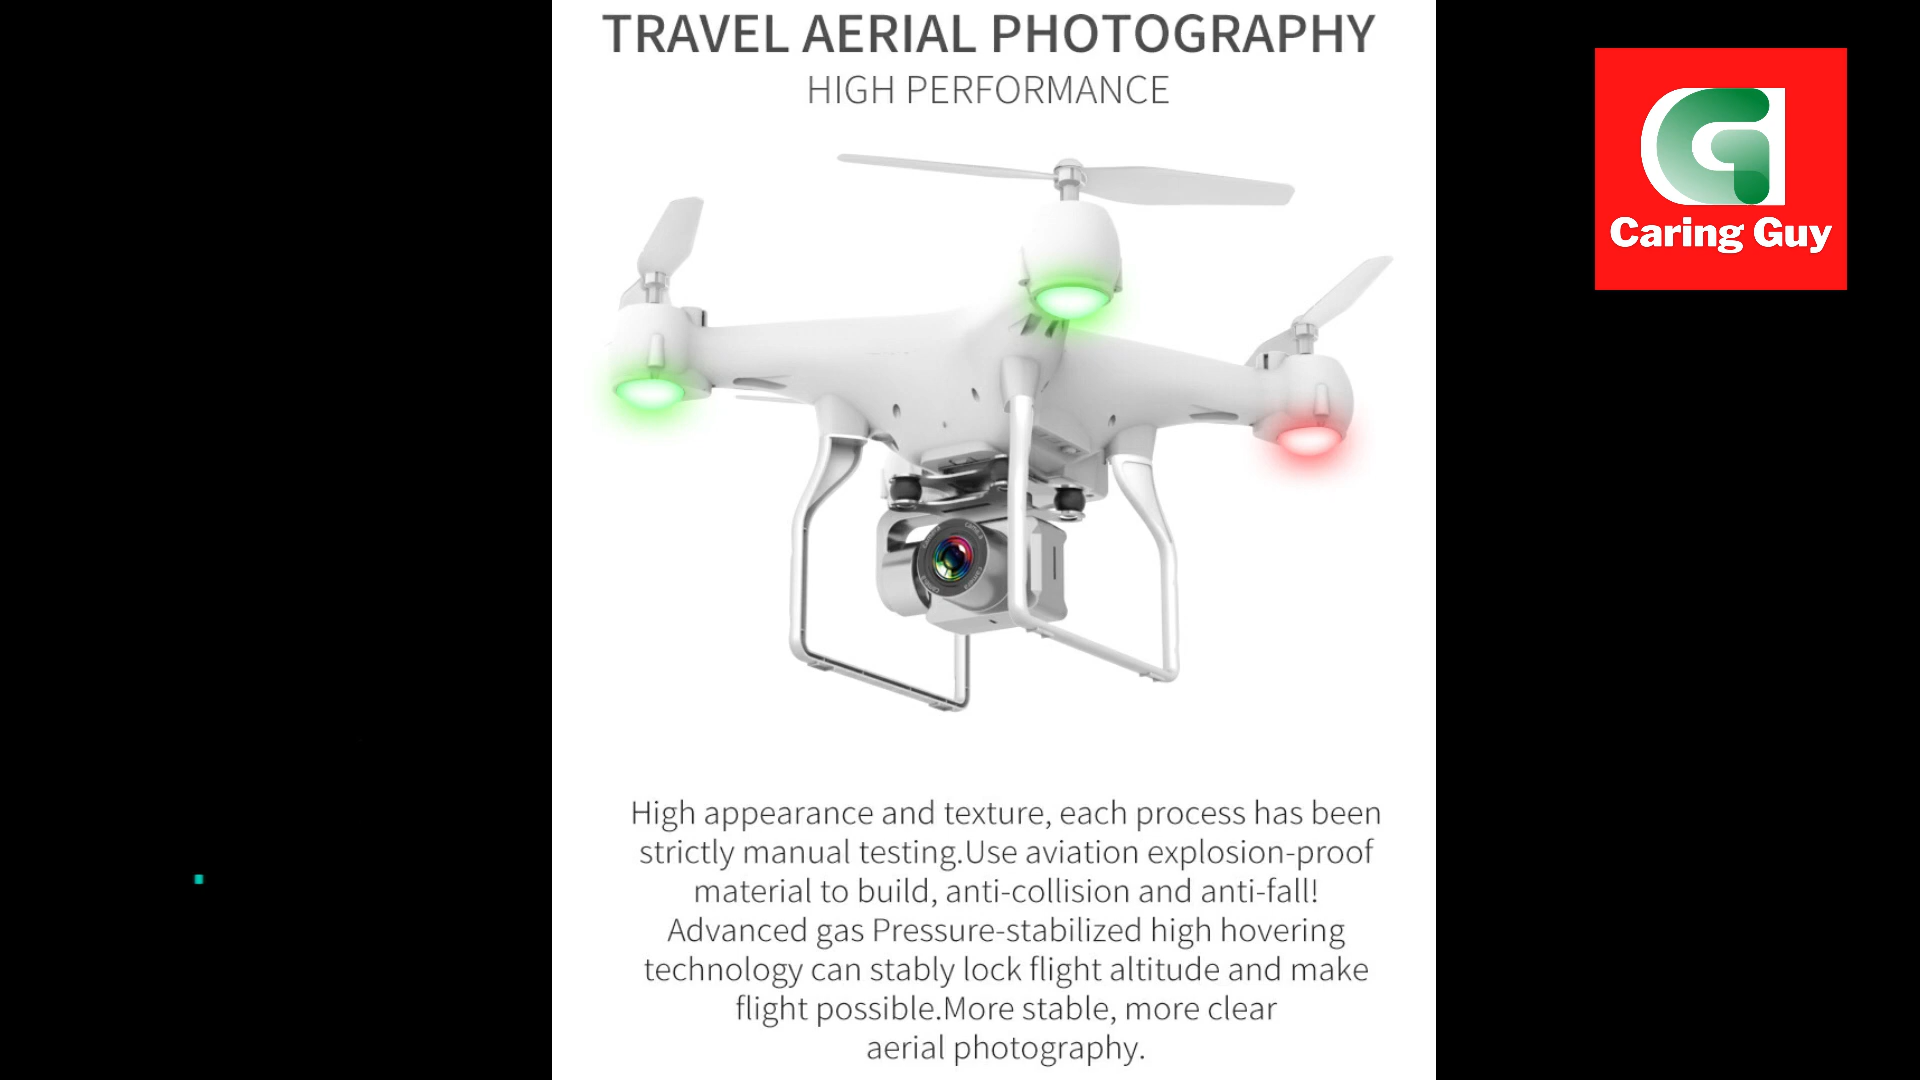 TRAVEL AERIAL PHOTOGRAPHY
HIGH PERFORMANCE
Caring Guy
High appearance and texture, each process has been
strictly manual testing.Use aviation explosion-proof
material to build, anti-collision and anti-fall!
Advanced gas Pressure-stabilized high hovering
technology can stably lock flight altitude and make
flight possible.More stable, more clear
aerial photography.